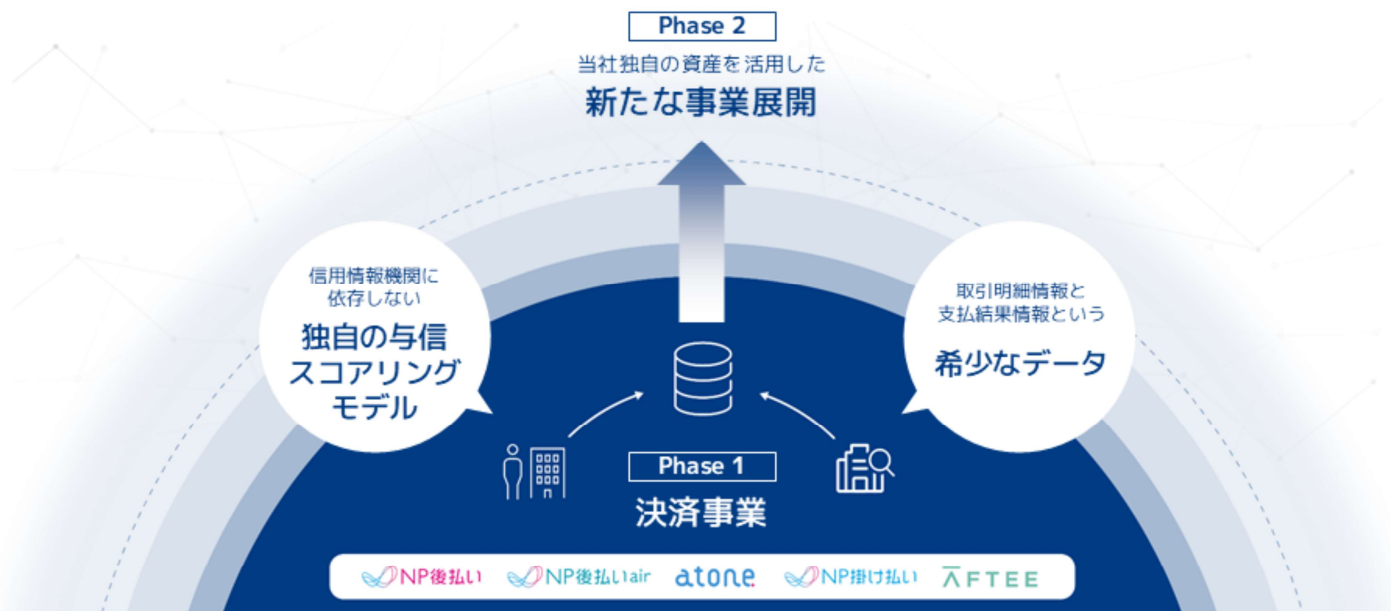 Phase 2
当社独自の資産を活用した
新たな事業展開
信用情報機関に
依存しない
独自の与信
スコアリング
モデル
取引明細情報と
支払結果情報という
希少なデータ
Phase 1
決済事業
NP後払い
NP後払いair
atone
NP掛け払い
AFTEE